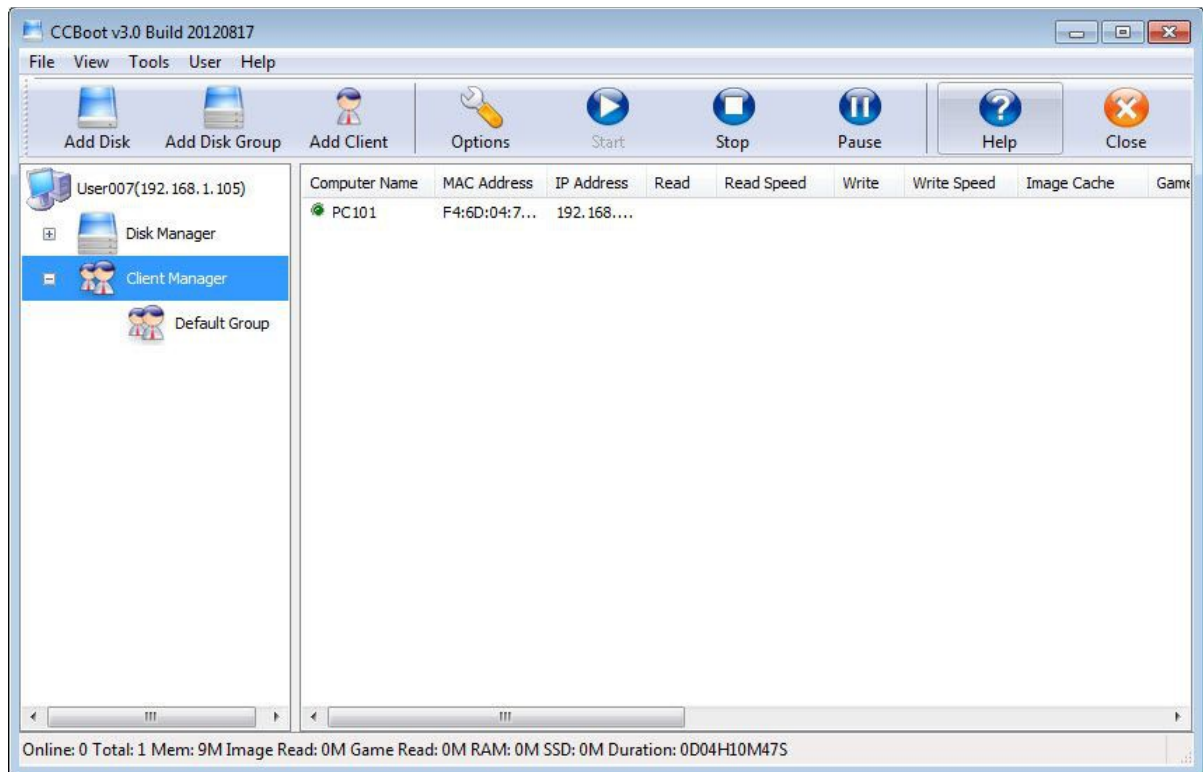 CCBoot v3.0 Build 20120817
File View Tools User Help
Add Disk Add Disk Group Add Client Options Start Stop Pause Help Close
User007(192.168.1.105)
Disk Manager
Client Manager
Default Group
Computer Name MAC Address IP Address Read Read Speed Write Write Speed Image Cache Game
PC101 F4:6D:04:7... 192.168....
Online: 0 Total: 1 Mem: 9M Image Read: 0M Game Read: 0M RAM: 0M SSD: 0M Duration: 0D04H10M47S